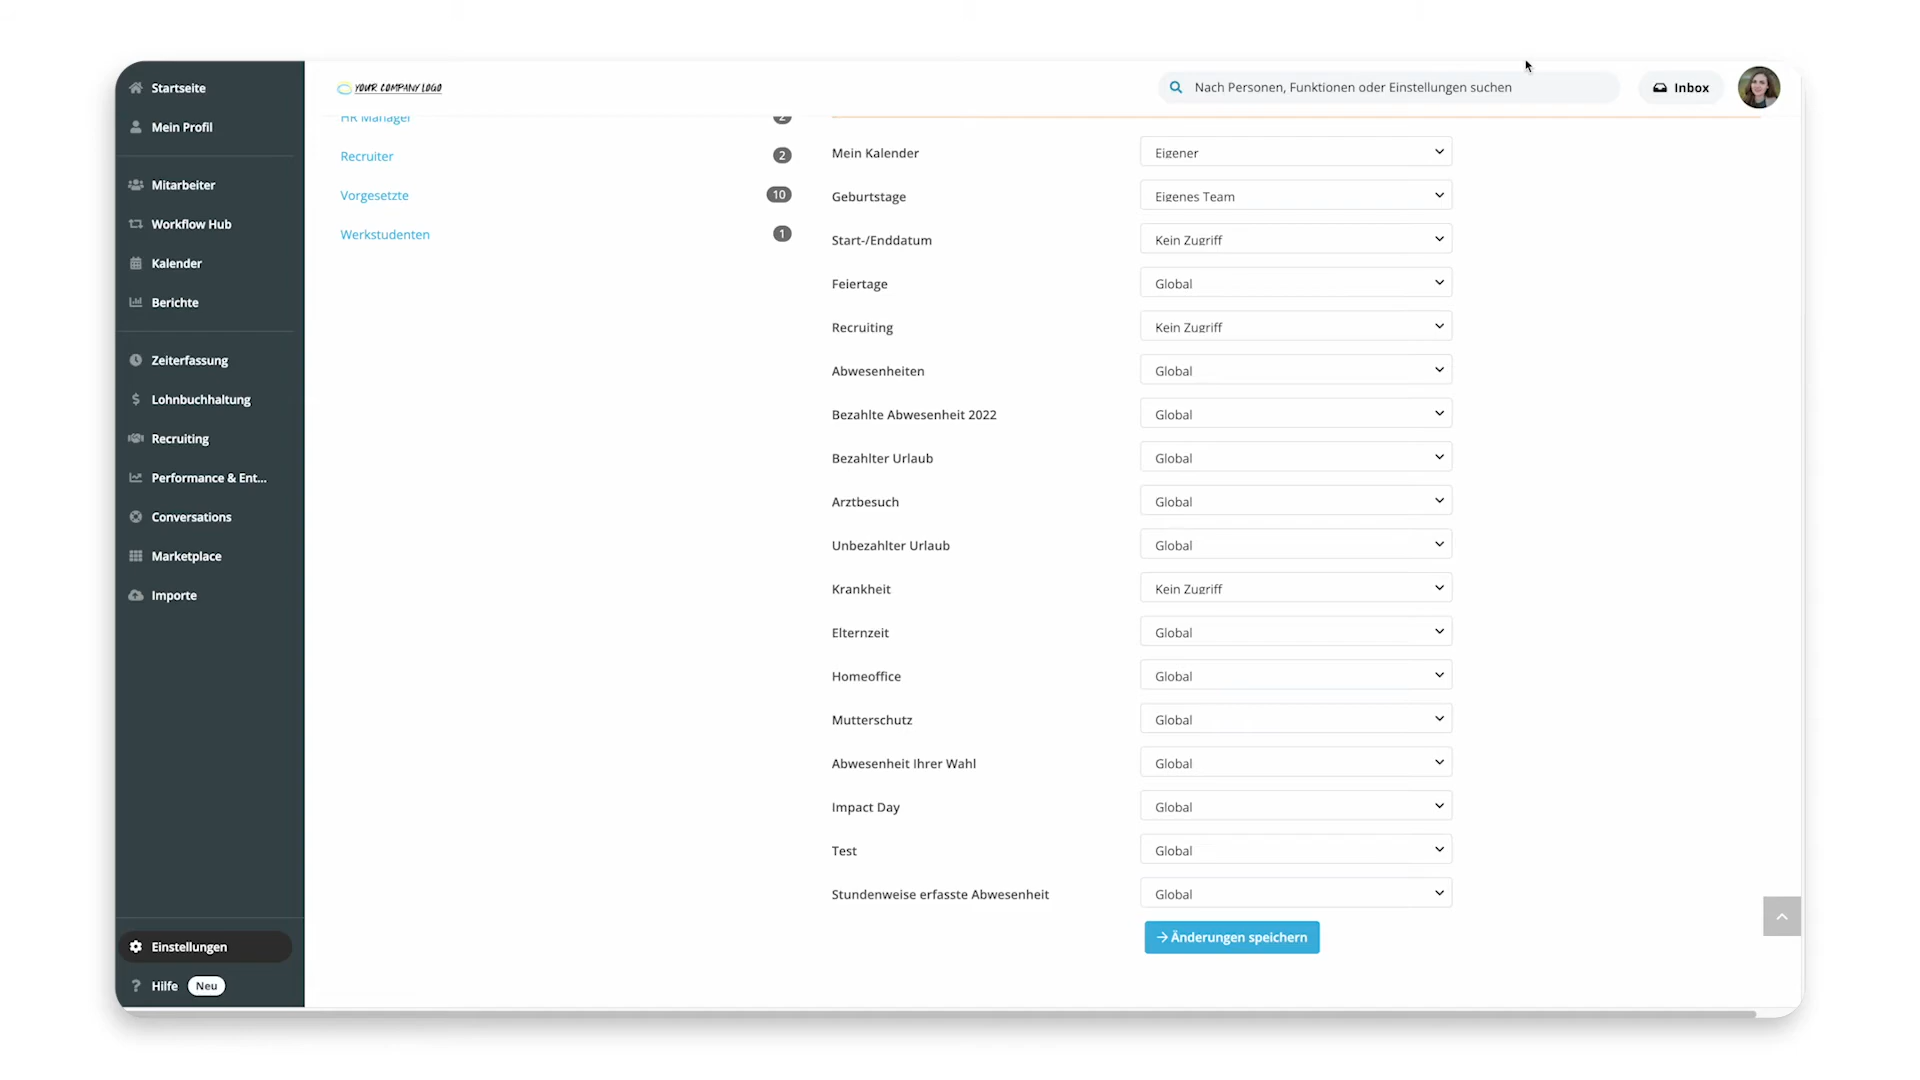 Startseite
Mein Profil
Mitarbeiter
Workflow Hub
Kalender
Berichte
Zeiterfassung
Lohnbuchhaltung
Recruiting
Performance & Ent...
Conversations
Marketplace
Importe
Einstellungen
Hilfe Neu
YOUR COMPANY LOGO
Nach Personen, Funktionen oder Einstellungen suchen
Inbox
HR Manager 2
Recruiter 2
Vorgesetzte 10
Werkstudenten 1
Mein Kalender Eigener
Geburtstage Eigenes Team
Start-/Enddatum Kein Zugriff
Feiertage Global
Recruiting Kein Zugriff
Abwesenheiten Global
Bezahlte Abwesenheit 2022 Global
Bezahlter Urlaub Global
Arztbesuch Global
Unbezahlter Urlaub Global
Krankheit Kein Zugriff
Elternzeit Global
Homeoffice Global
Mutterschutz Global
Abwesenheit Ihrer Wahl Global
Impact Day Global
Test Global
Stundenweise erfasste Abwesenheit Global
Änderungen speichern